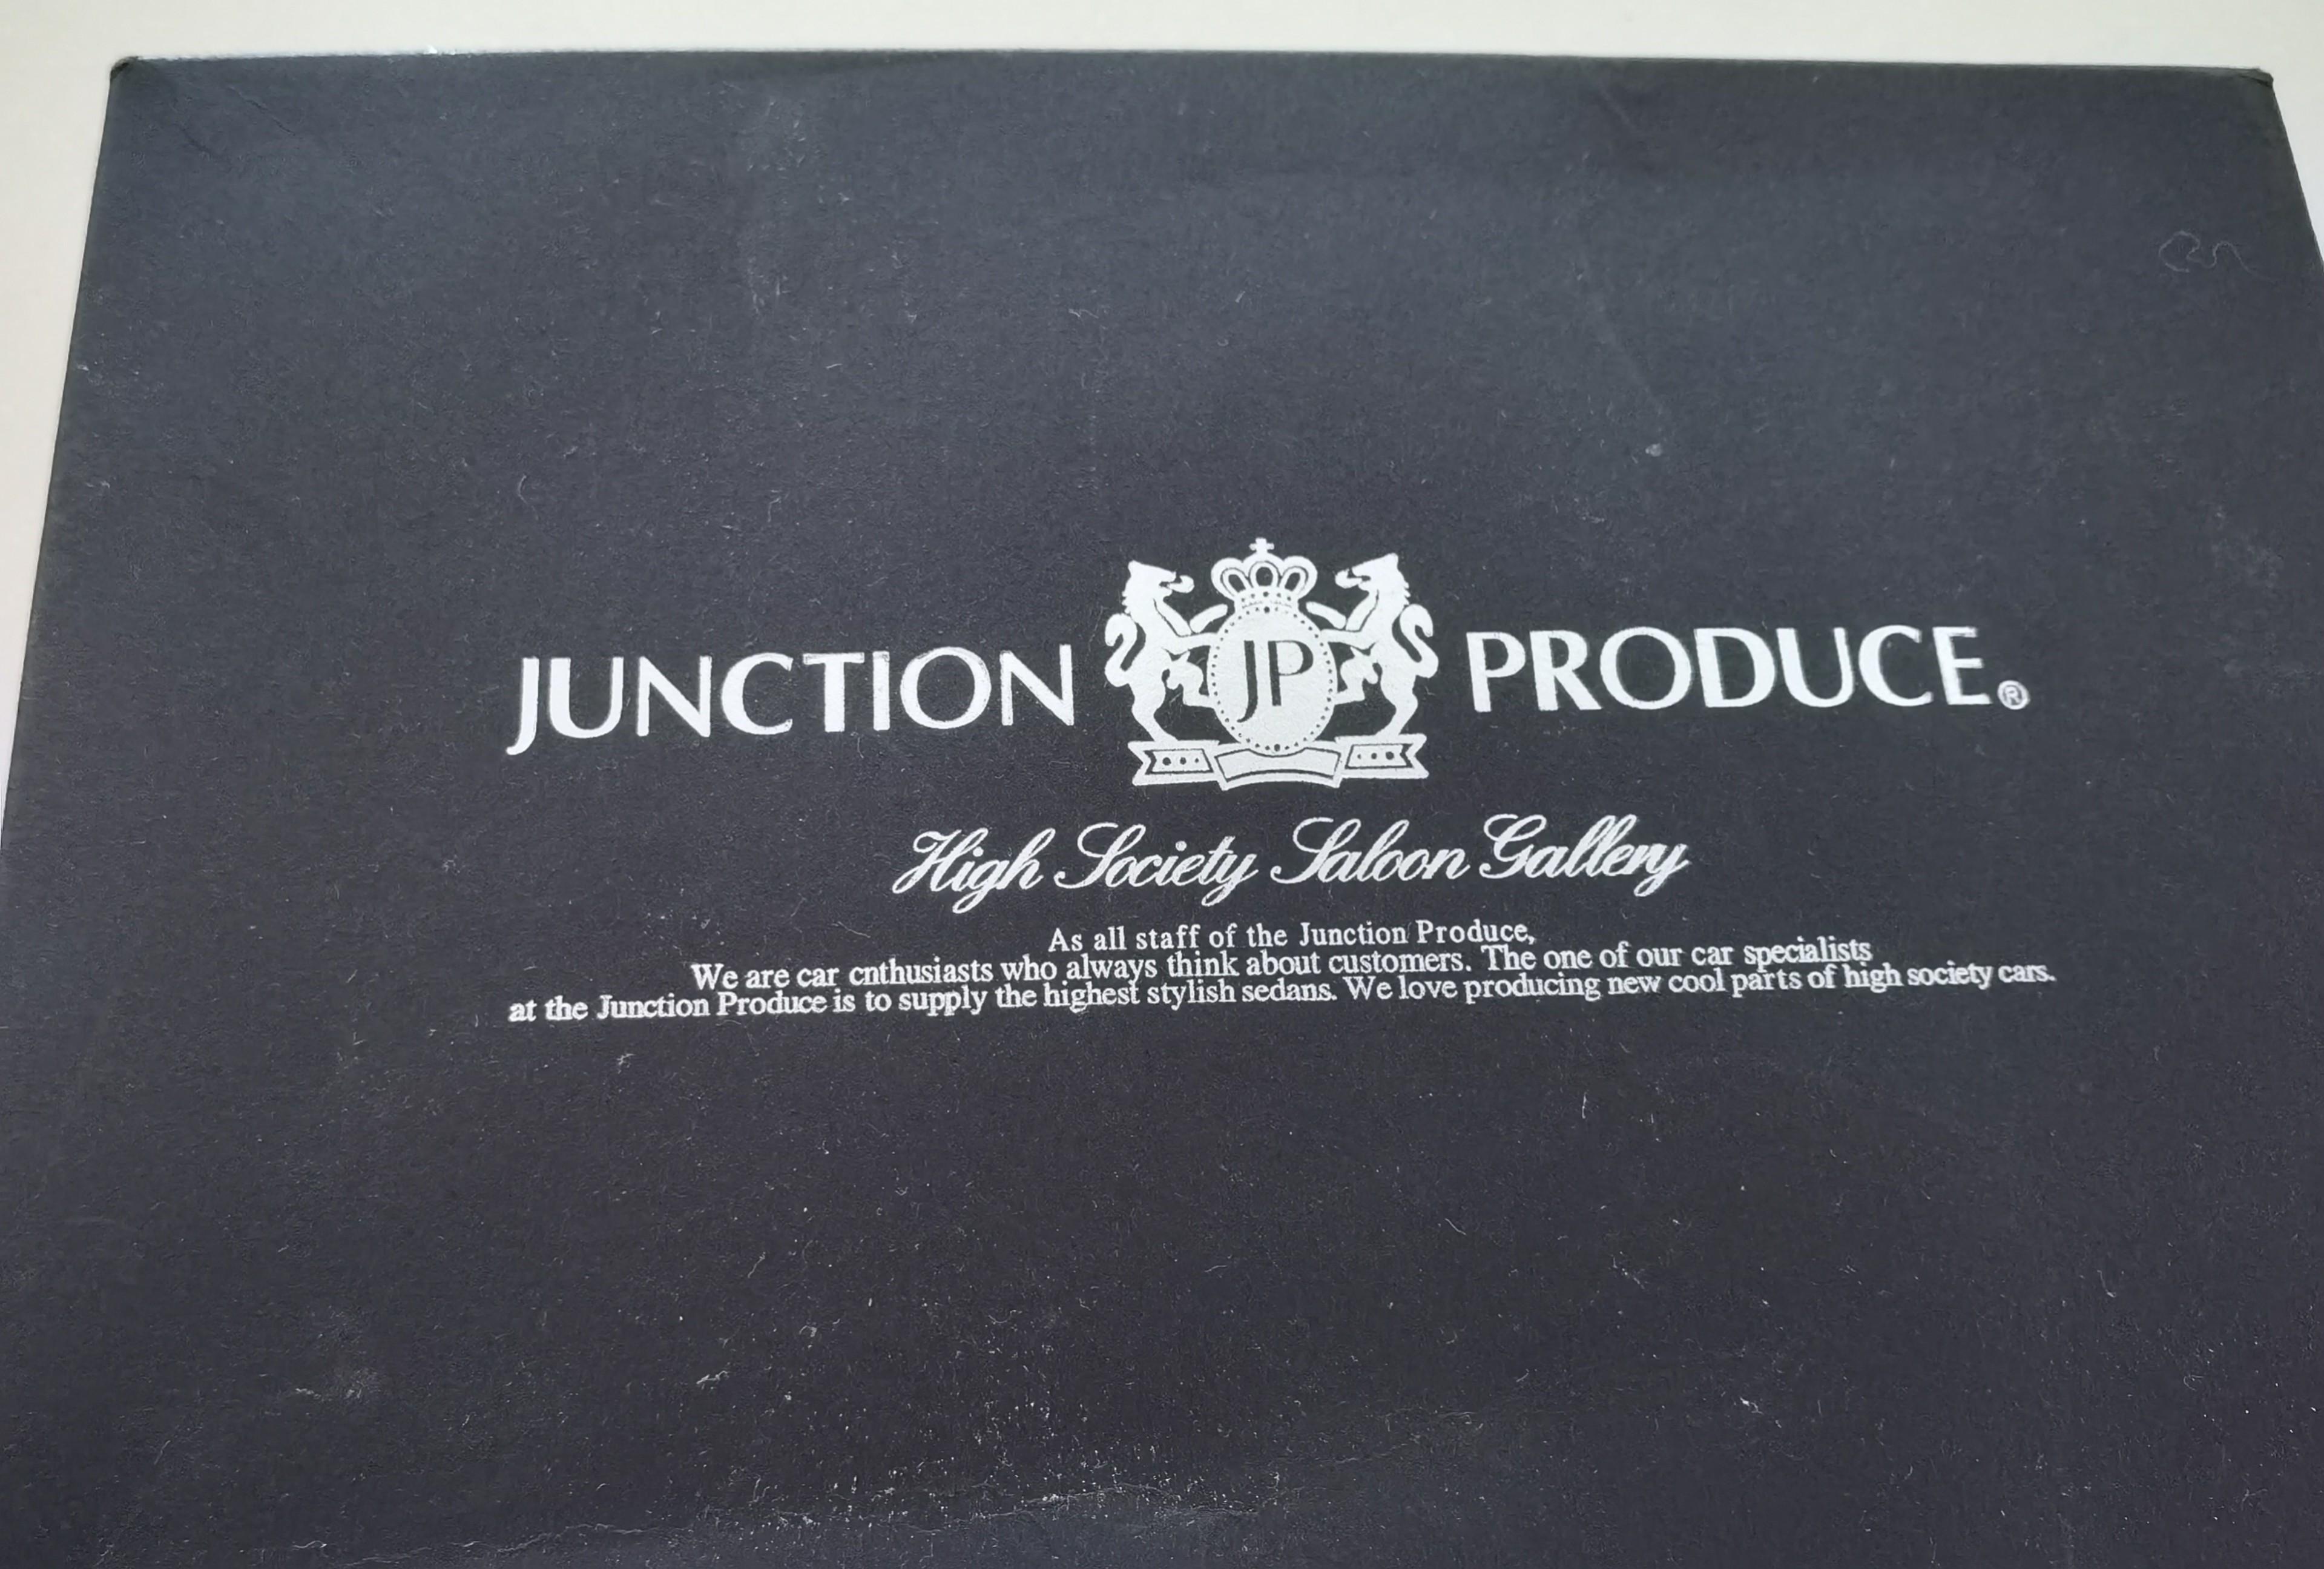 JUNCTION JP PRODUCE®
High Society Saloon Gallery
As all staff of the Junction Produce,
We are car cnthusiasts who always think about customers. The one of our car specialists
at the Junction Produce is to supply the highest stylish sedans. We love producing new cool parts of high society cars.